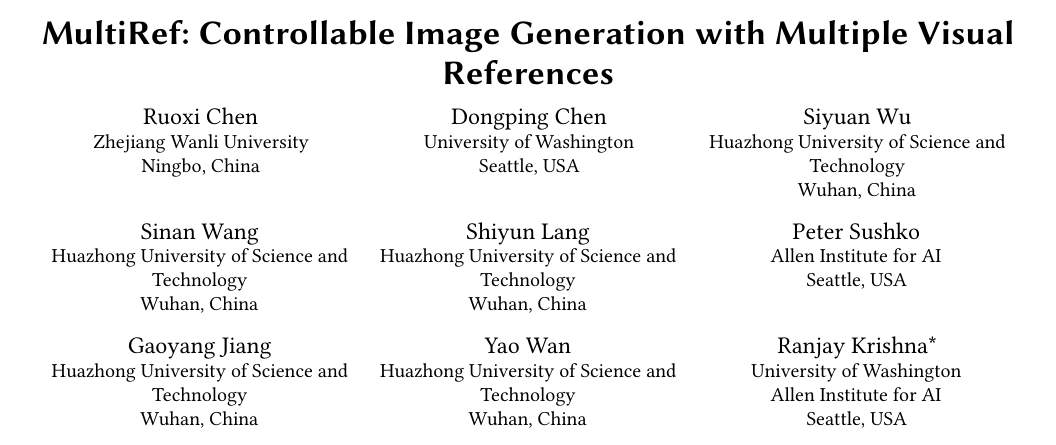 MultiRef: Controllable Image Generation with Multiple Visual
References
Ruoxi Chen
Zhejiang Wanli University
Ningbo, China
Dongping Chen
University of Washington
Seattle, USA
Siyuan Wu
Huazhong University of Science and
Technology
Wuhan, China
Sinan Wang
Huazhong University of Science and
Technology
Wuhan, China
Shiyun Lang
Huazhong University of Science and
Technology
Wuhan, China
Peter Sushko
Allen Institute for AI
Seattle, USA
Gaoyang Jiang
Huazhong University of Science and
Technology
Wuhan, China
Yao Wan
Huazhong University of Science and
Technology
Wuhan, China
Ranjay Krishna*
University of Washington
Allen Institute for AI
Seattle, USA